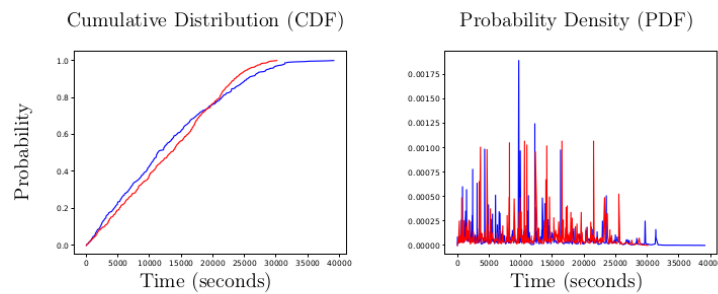 Cumulative Distribution (CDF)
1.0
0.8
0.6
0.4
0.2
0.0
0 5000 10000 15000 20000 25000 30000 35000 40000
Probability
Time (seconds)
Probability Density (PDF)
0.00175
0.00150
0.00125
0.00100
0.00075
0.00050
0.00025
0.00000
0 5000 10000 15000 20000 25000 30000 35000 40000
Time (seconds)